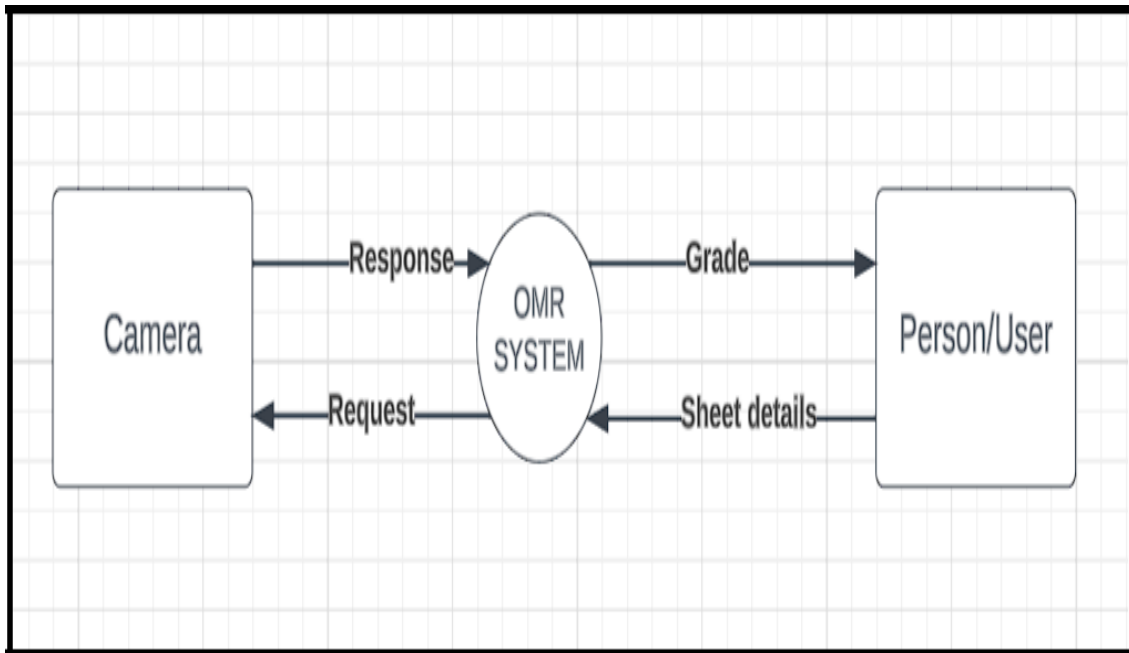 Response
Grade
OMR
SYSTEM
Camera
Person/User
Request
Sheet details